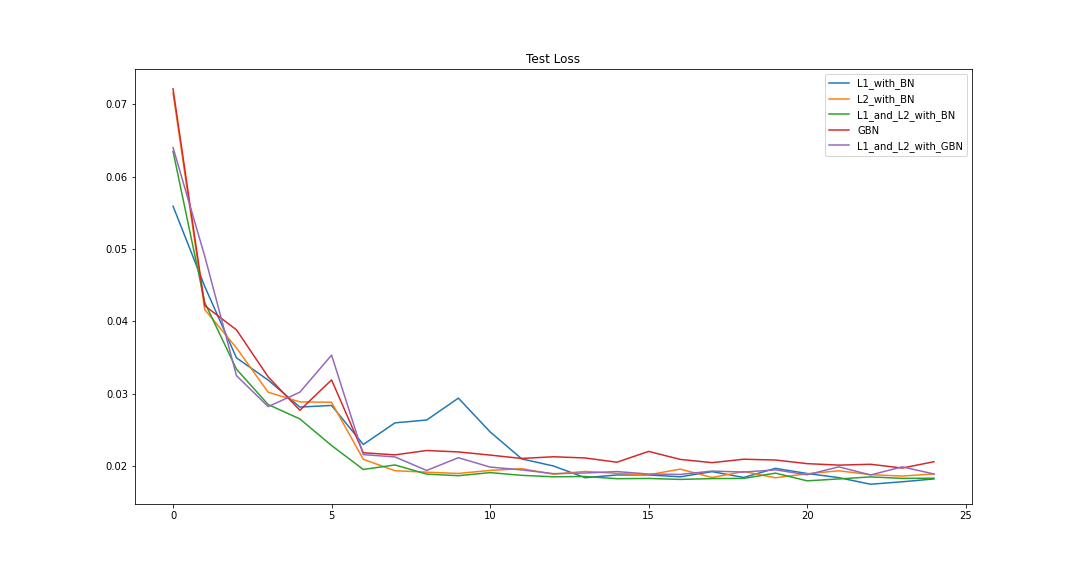 Test Loss
L1_with_BN
L2_with_BN
L1_and_L2_with_BN
GBN
L1_and_L2_with_GBN
0.07
0.06
0.05
0.04
0.03
0.02
0 5 10 15 20 25